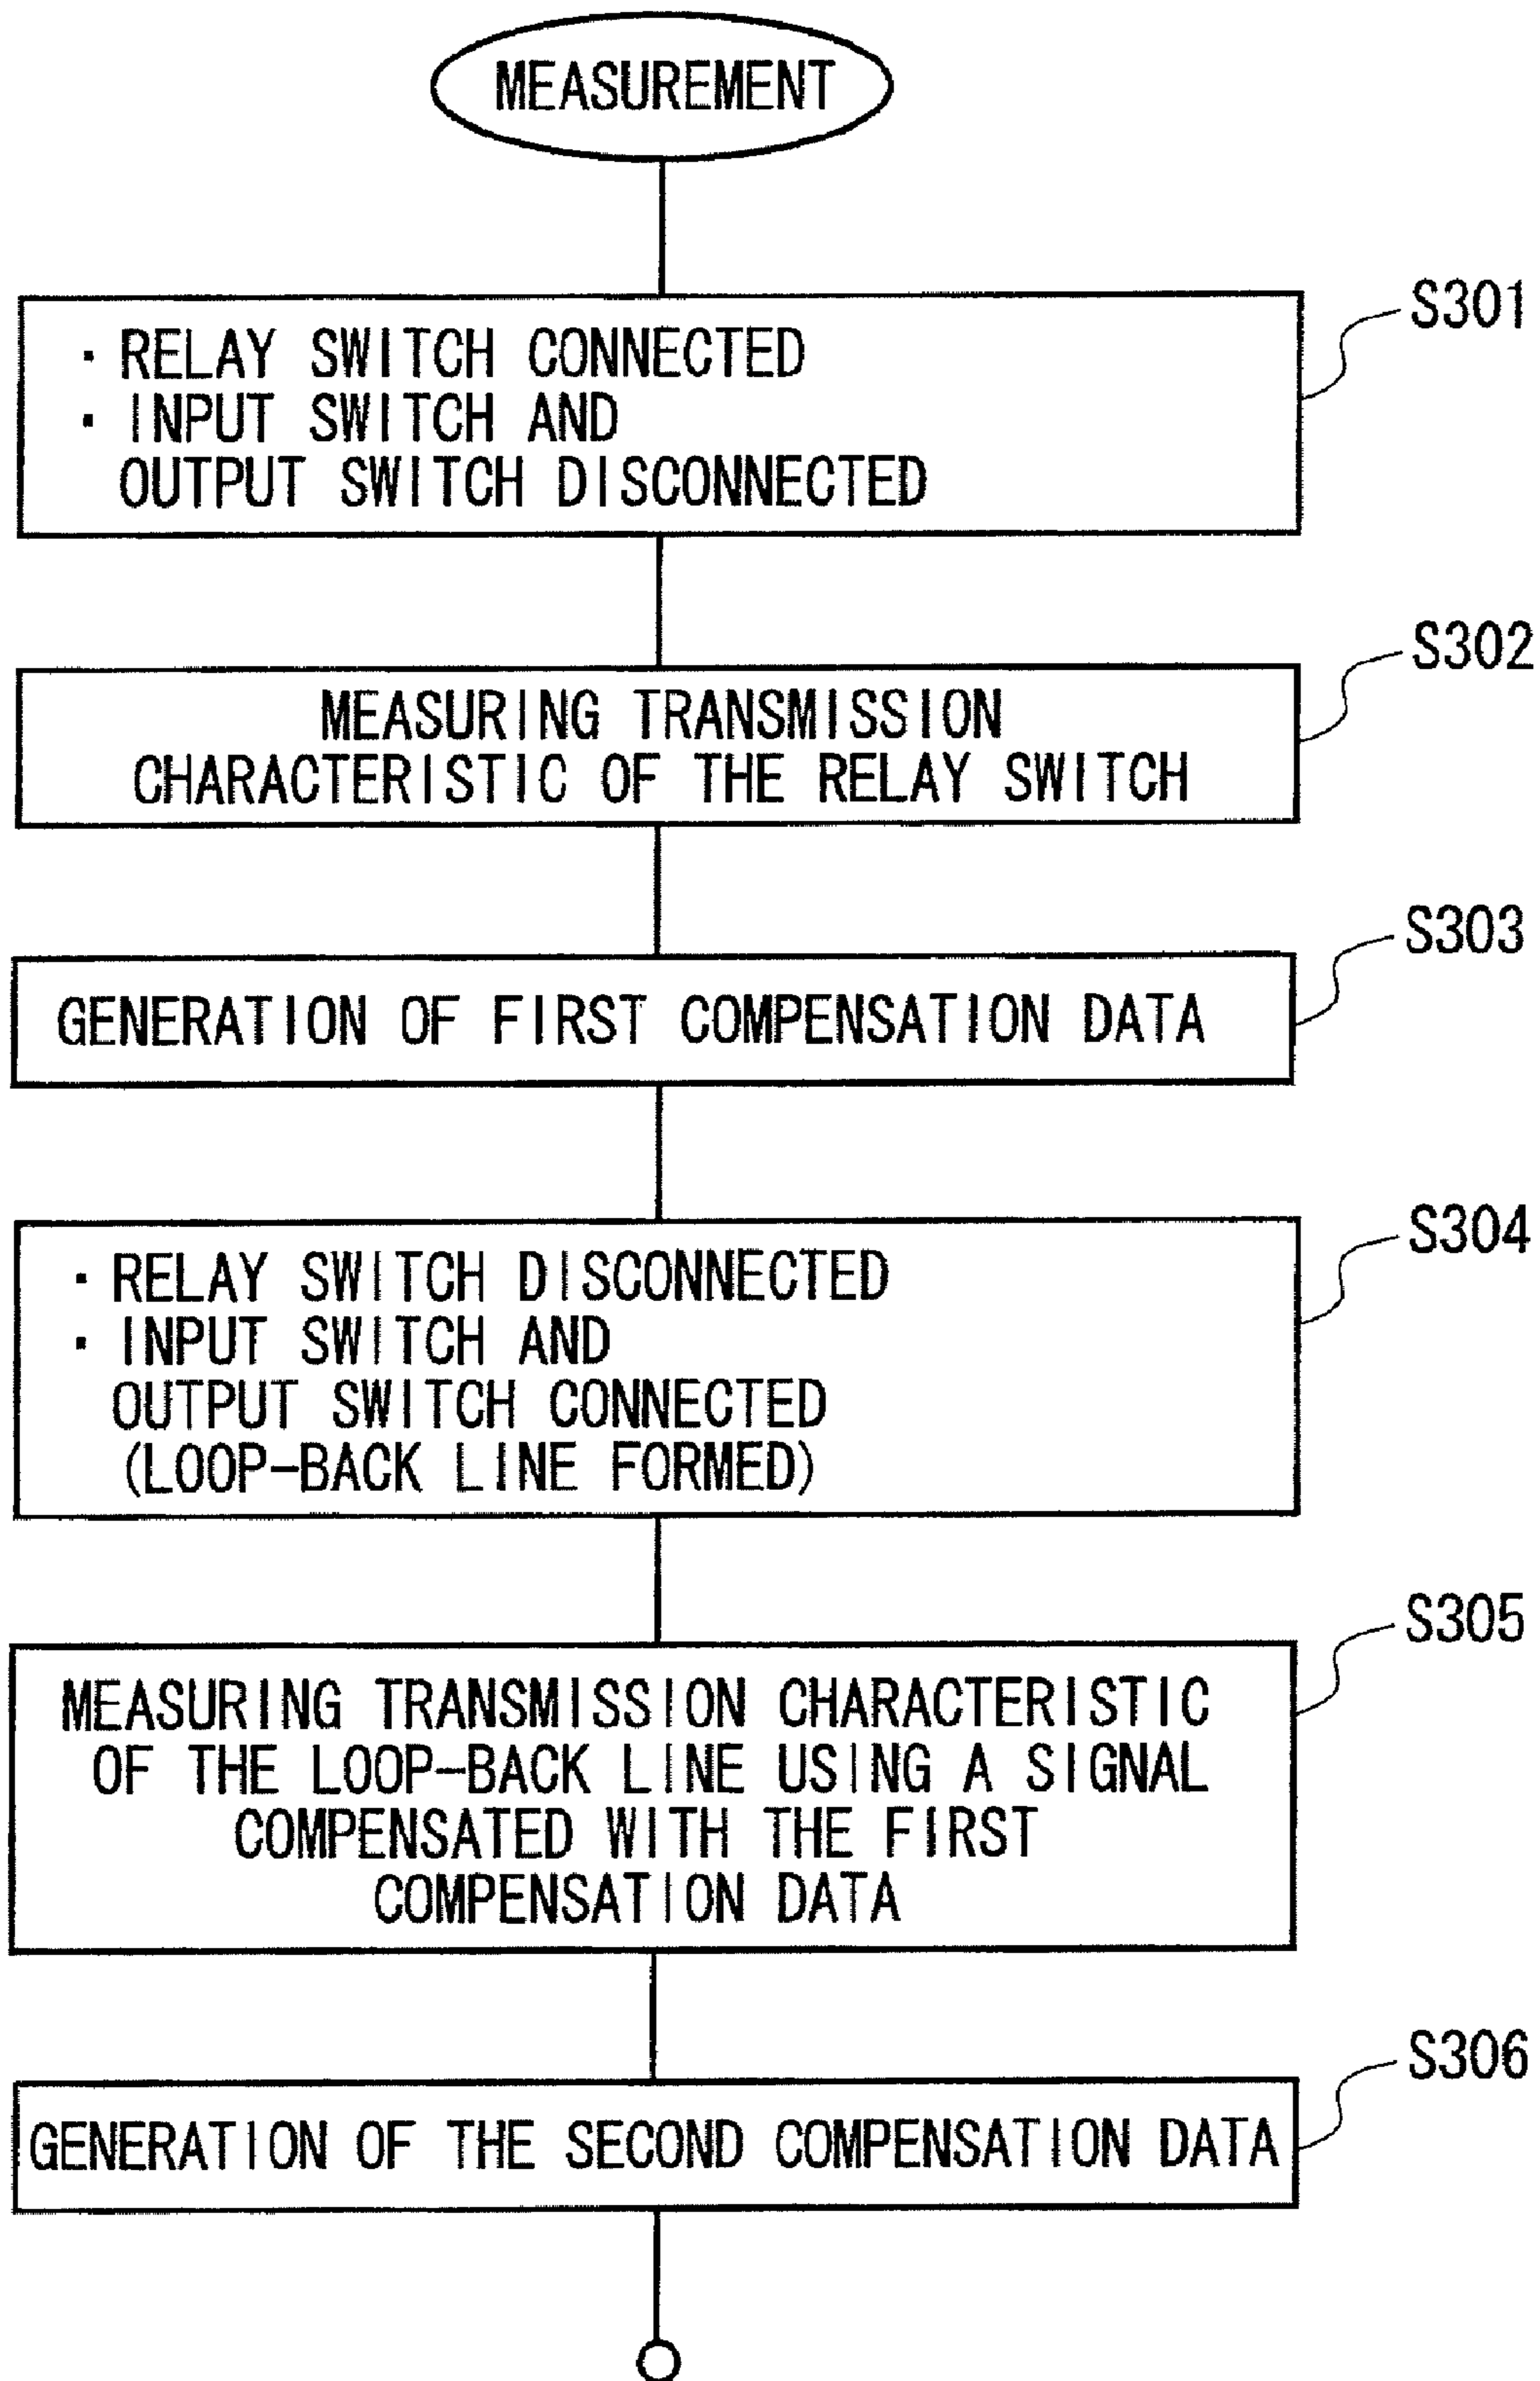 MEASUREMENT
S301
· RELAY SWITCH CONNECTED
· INPUT SWITCH AND
OUTPUT SWITCH DISCONNECTED
S302
MEASURING TRANSMISSION
CHARACTERISTIC OF THE RELAY SWITCH
S303
GENERATION OF FIRST COMPENSATION DATA
S304
· RELAY SWITCH DISCONNECTED
· INPUT SWITCH AND
OUTPUT SWITCH CONNECTED
(LOOP-BACK LINE FORMED)
S305
MEASURING TRANSMISSION CHARACTERISTIC
OF THE LOOP-BACK LINE USING A SIGNAL
COMPENSATED WITH THE FIRST
COMPENSATION DATA
S306
GENERATION OF THE SECOND COMPENSATION DATA